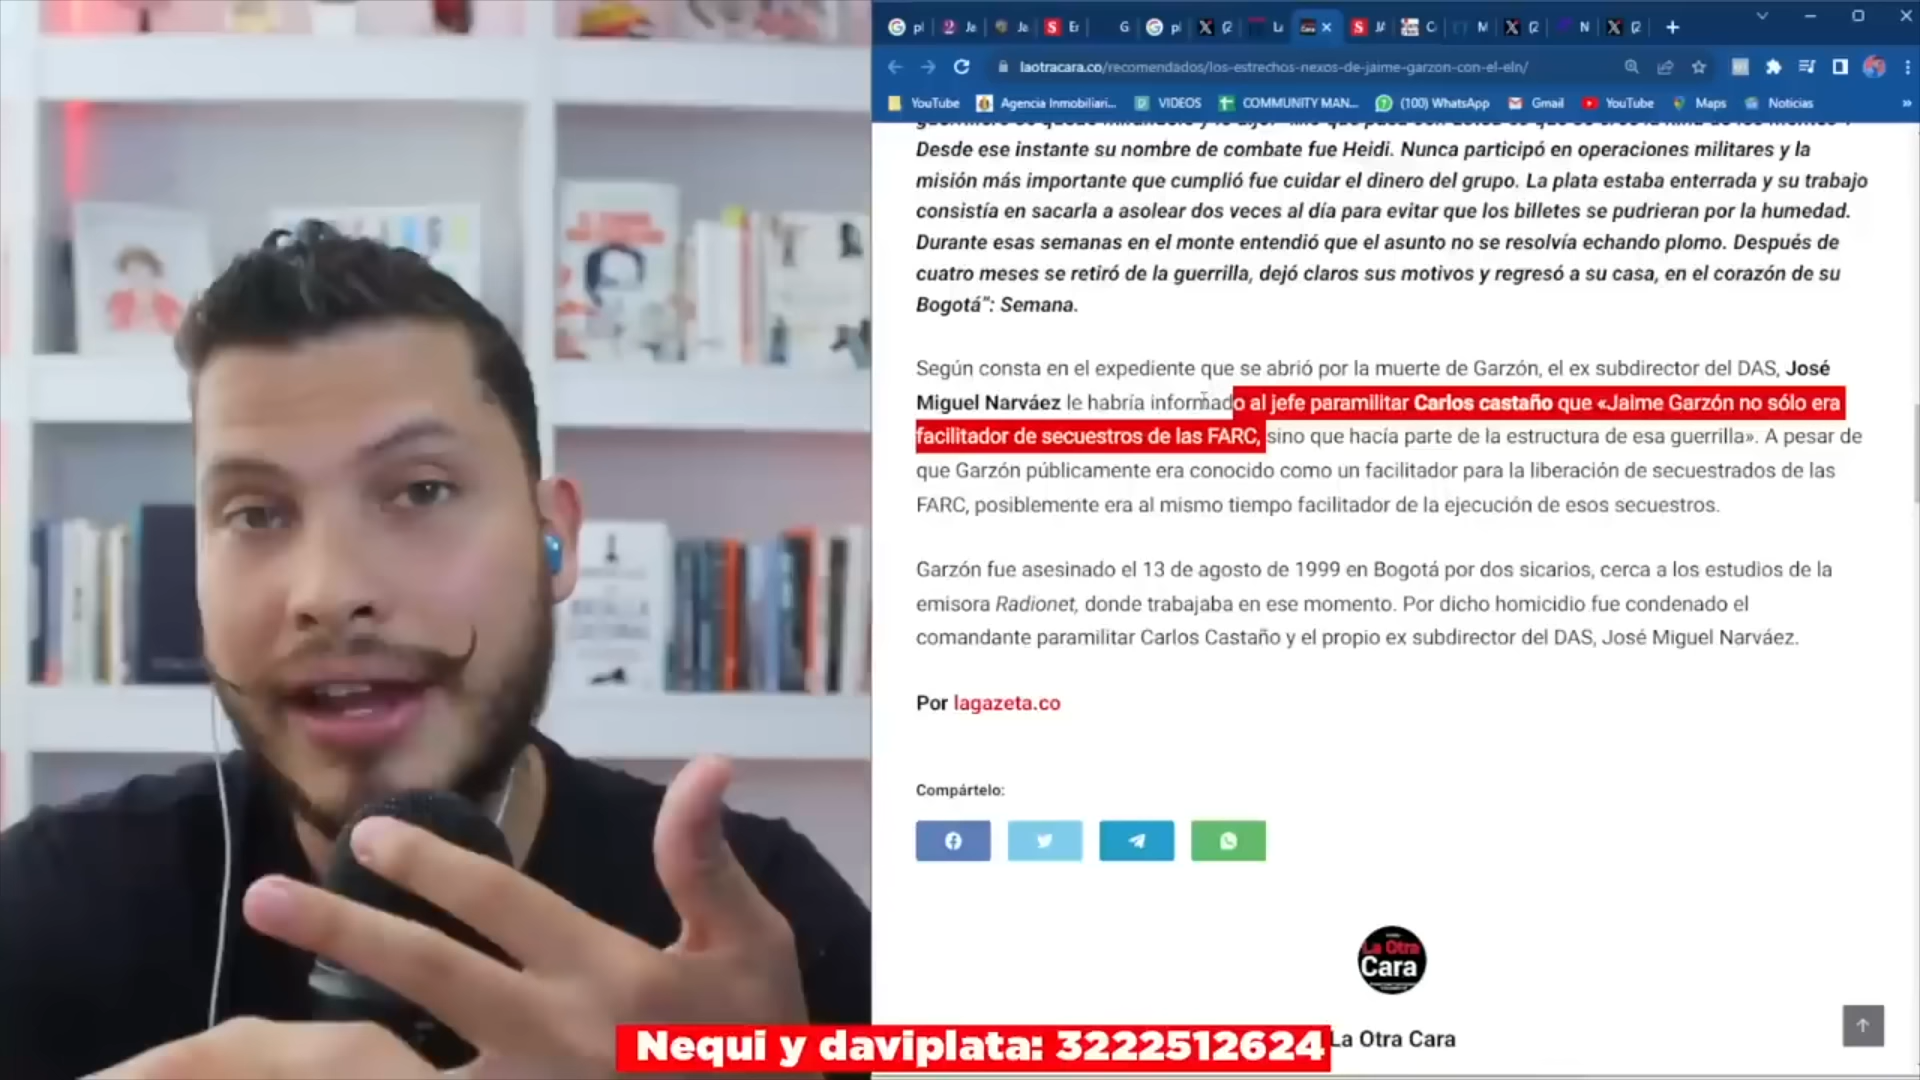 laotracara.co/recomendados/los-estrechos-nexos-de-jaime-garzon-con-el-eln/
YouTube Agencia Inmobiliari... VIDEOS COMMUNITY MAN... (100) WhatsApp Gmail YouTube Maps Noticias »
Desde ese instante su nombre de combate fue Heidi. Nunca participó en operaciones militares y la
misión más importante que cumplió fue cuidar el dinero del grupo. La plata estaba enterrada y su trabajo
consistía en sacarla a asolear dos veces al día para evitar que los billetes se pudrieran por la humedad.
Durante esas semanas en el monte entendió que el asunto no se resolvía echando plomo. Después de
cuatro meses se retiró de la guerrilla, dejó claros sus motivos y regresó a su casa, en el corazón de su
Bogotá": Semana.
Según consta en el expediente que se abrió por la muerte de Garzón, el ex subdirector del DAS, José
Miguel Narváez le habría informado al jefe paramilitar Carlos castaño que «Jaime Garzón no sólo era
facilitador de secuestros de las FARC, sino que hacía parte de la estructura de esa guerrilla». A pesar de
que Garzón públicamente era conocido como un facilitador para la liberación de secuestrados de las
FARC, posiblemente era al mismo tiempo facilitador de la ejecución de esos secuestros.
Garzón fue asesinado el 13 de agosto de 1999 en Bogotá por dos sicarios, cerca a los estudios de la
emisora Radionet, donde trabajaba en ese momento. Por dicho homicidio fue condenado el
comandante paramilitar Carlos Castaño y el propio ex subdirector del DAS, José Miguel Narváez.
Por lagazeta.co
Compártelo:
La Otra
Cara
La Otra Cara
Nequi y daviplata: 3222512624